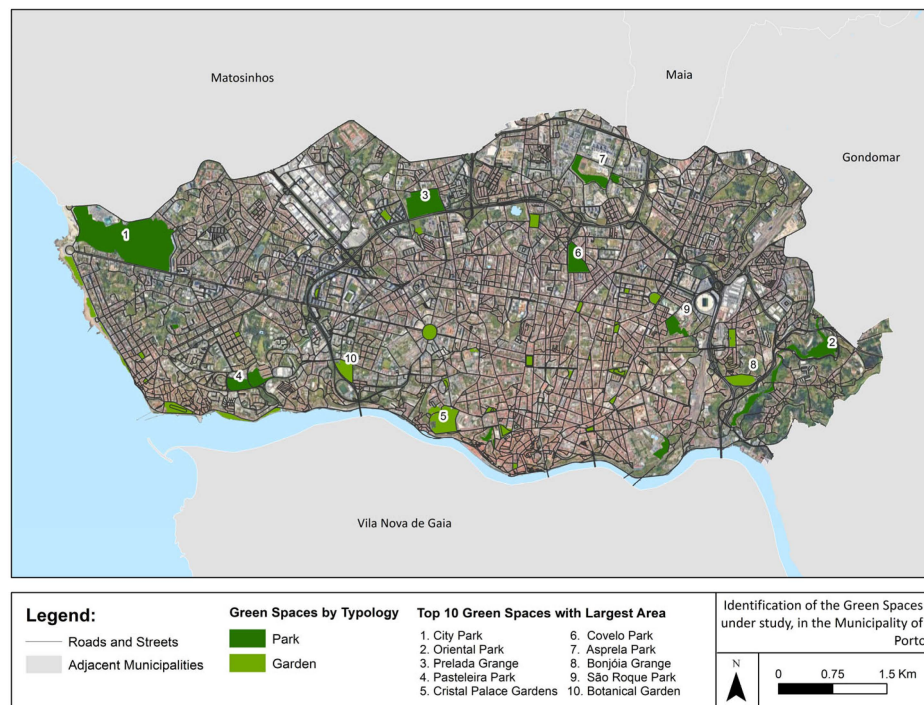 Matosinhos
Maia
Gondomar
7
3
1
6
9
2
10
8
4
5
Vila Nova de Gaia
Legend:
Roads and Streets
Adjacent Municipalities
Green Spaces by Typology
Park
Garden
Top 10 Green Spaces with Largest Area
1. City Park
2. Oriental Park
3. Prelada Grange
4. Pasteleira Park
5. Cristal Palace Gardens
6. Covelo Park
7. Asprela Park
8. Bonjóia Grange
9. São Roque Park
10. Botanical Garden
Identification of the Green Spaces
under study, in the Municipality of
Porto
N
0 0.75 1.5 Km